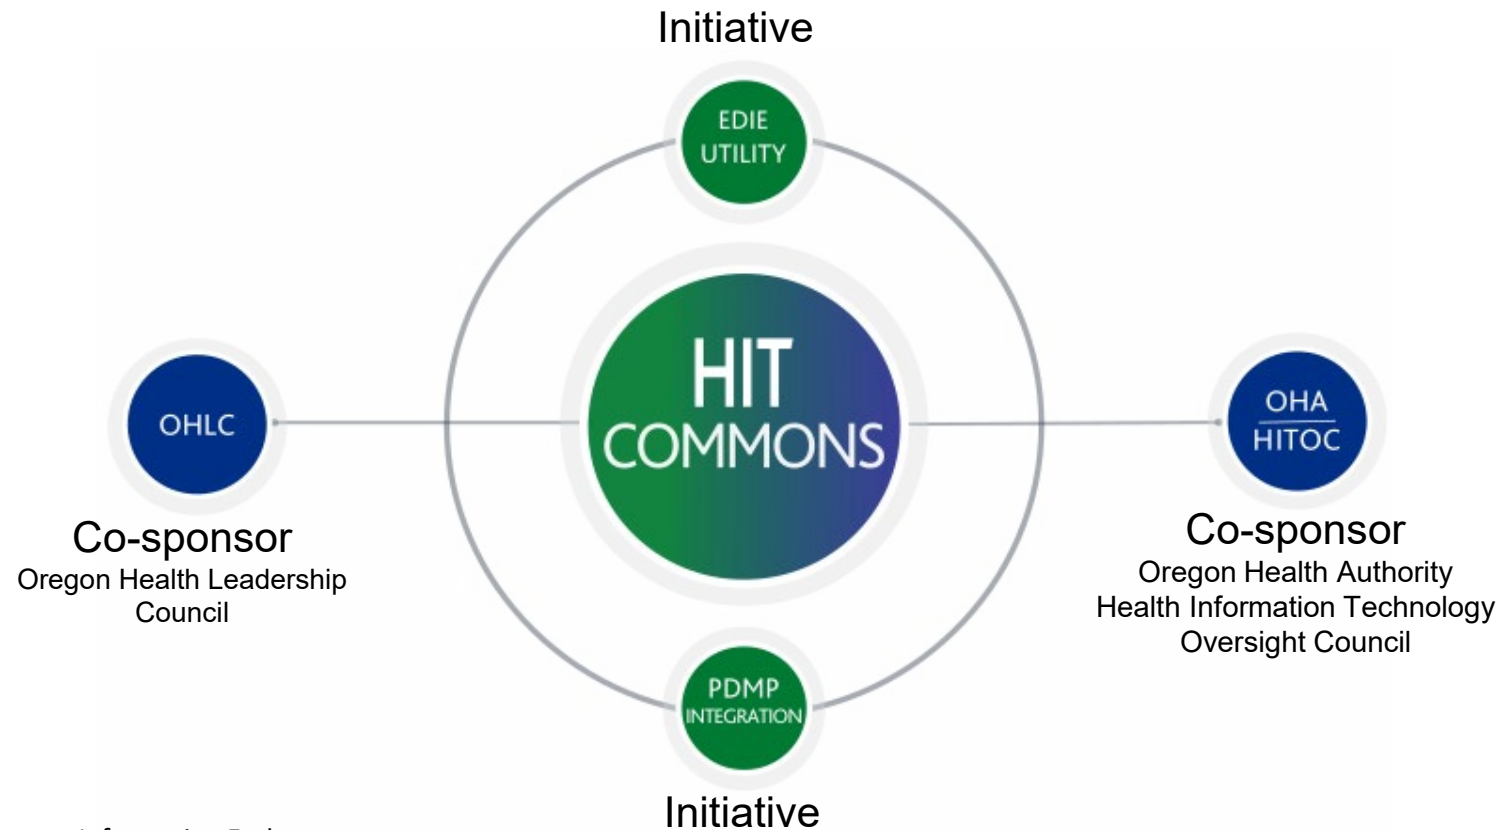 Initiative
EDIE
UTILITY
HIT
COMMONS
OHLC
OHA
HITOC
Co-sponsor
Oregon Health Leadership
Council
Co-sponsor
Oregon Health Authority
Health Information Technology
Oversight Council
PDMP
INTEGRATION
Initiative